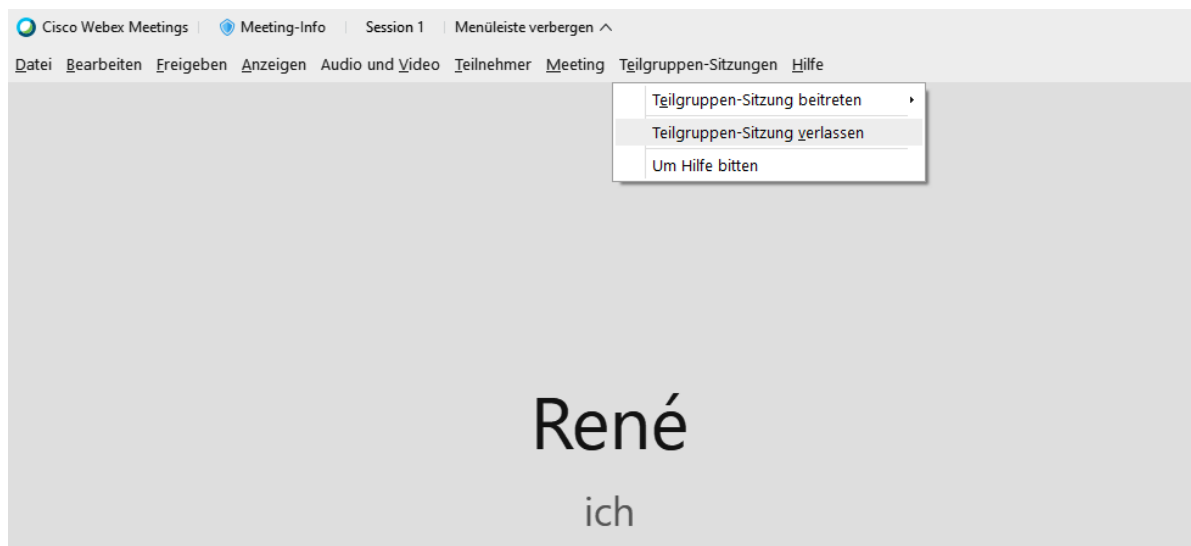 Cisco Webex Meetings Meeting-Info Session 1 Menüleiste verbergen
Datei Bearbeiten Freigeben Anzeigen Audio und Video Teilnehmer Meeting Teilgruppen-Sitzungen Hilfe
Teilgruppen-Sitzung beitreten
Teilgruppen-Sitzung verlassen
Um Hilfe bitten
René
ich